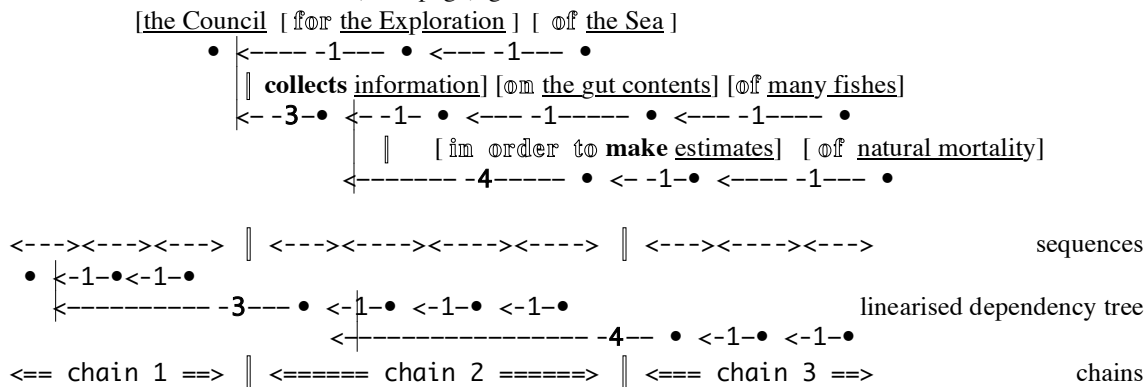 [the Council [ for the Exploration ] [ of the Sea ]
• <–––– -1––– • <––– -1––– •
‖ collects information] [on the gut contents] [of many fishes]
<– -3–• <– -1– • <––– -1––––– • <––– -1–––– •
‖ [ in order to make estimates] [ of natural mortality]
<––––––– -4––––– • <– -1–• <–––– -1––– •
<---><---><---> ‖ <---><----><----><----> ‖ <---><----><---> sequences
• <-1–•<-1–•
<–––––––––– -3––– • <-1–• <-1–• <-1–• linearised dependency tree
<–––––––––––––––– -4–– • <-1–• <-1–•
<== chain 1 ==> ‖ <====== chain 2 ======> ‖ <=== chain 3 ==> chains